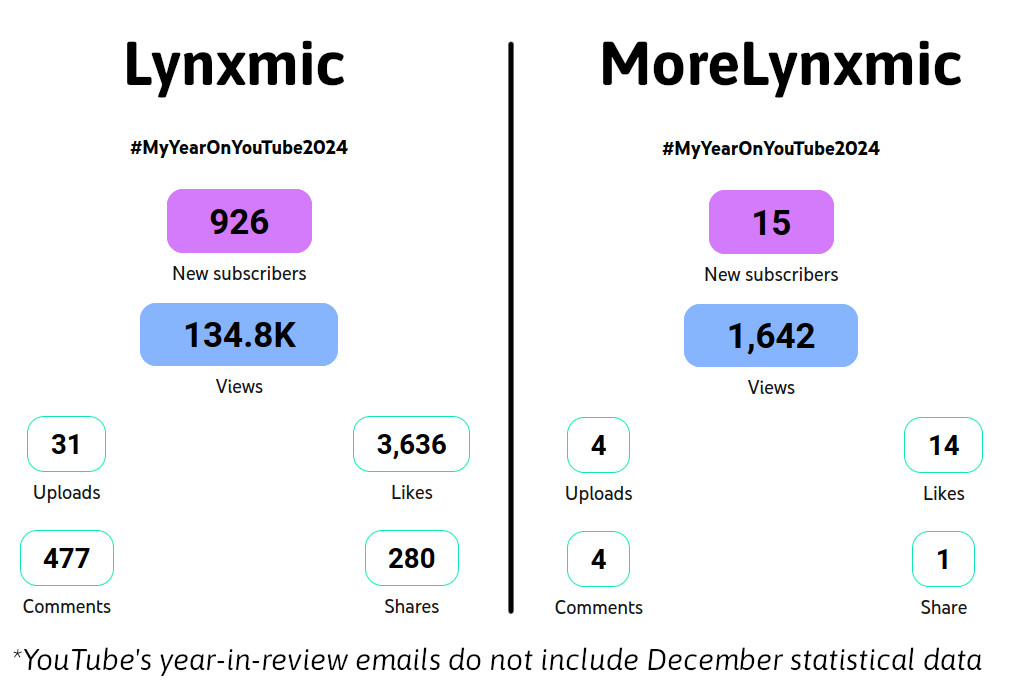 Lynxmic
#MyYearOnYouTube2024
926
New subscribers
134.8K
Views
31
Uploads
3,636
Likes
477
Comments
280
Shares
MoreLynxmic
#MyYearOnYouTube2024
15
New subscribers
1,642
Views
4
Uploads
14
Likes
4
Comments
1
Share
*YouTube's year-in-review emails do not include December statistical data